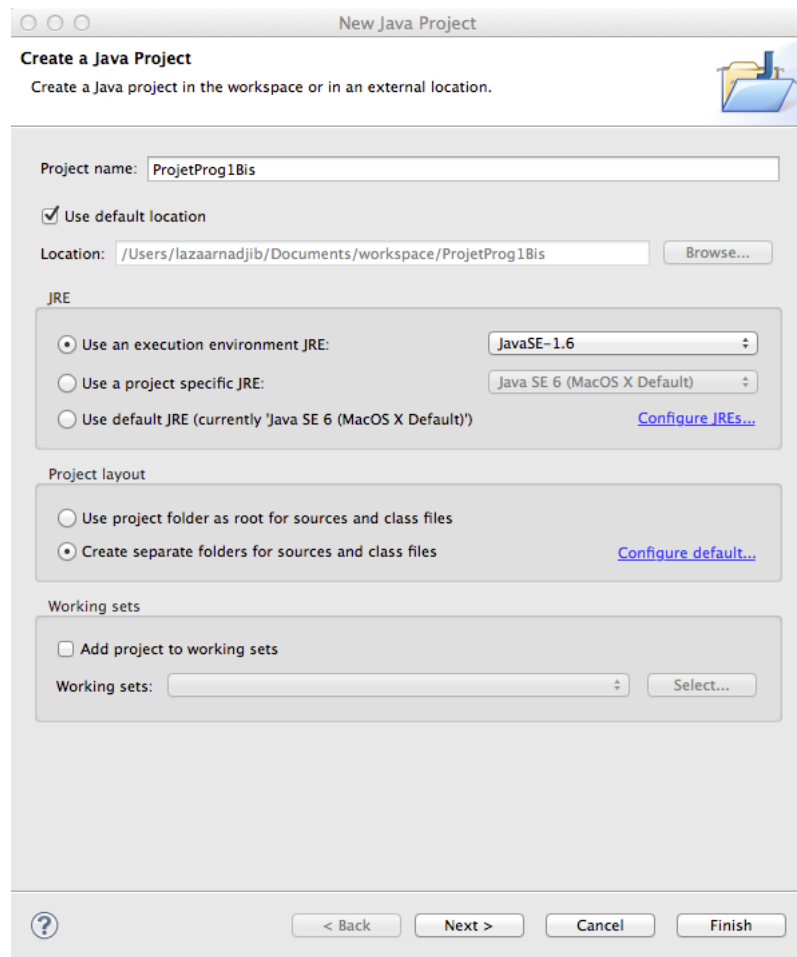 New Java Project
Create a Java Project
Create a Java project in the workspace or in an external location.
Project name: ProjetProg1Bis
Use default location
Location: /Users/lazaarnadjib/Documents/workspace/ProjetProg1Bis Browse...
JRE
Use an execution environment JRE: JavaSE-1.6
Use a project specific JRE: Java SE 6 (MacOS X Default)
Use default JRE (currently 'Java SE 6 (MacOS X Default)') Configure JREs...
Project layout
Use project folder as root for sources and class files
Create separate folders for sources and class files Configure default...
Working sets
Add project to working sets
Working sets: Select...
? < Back Next > Cancel Finish